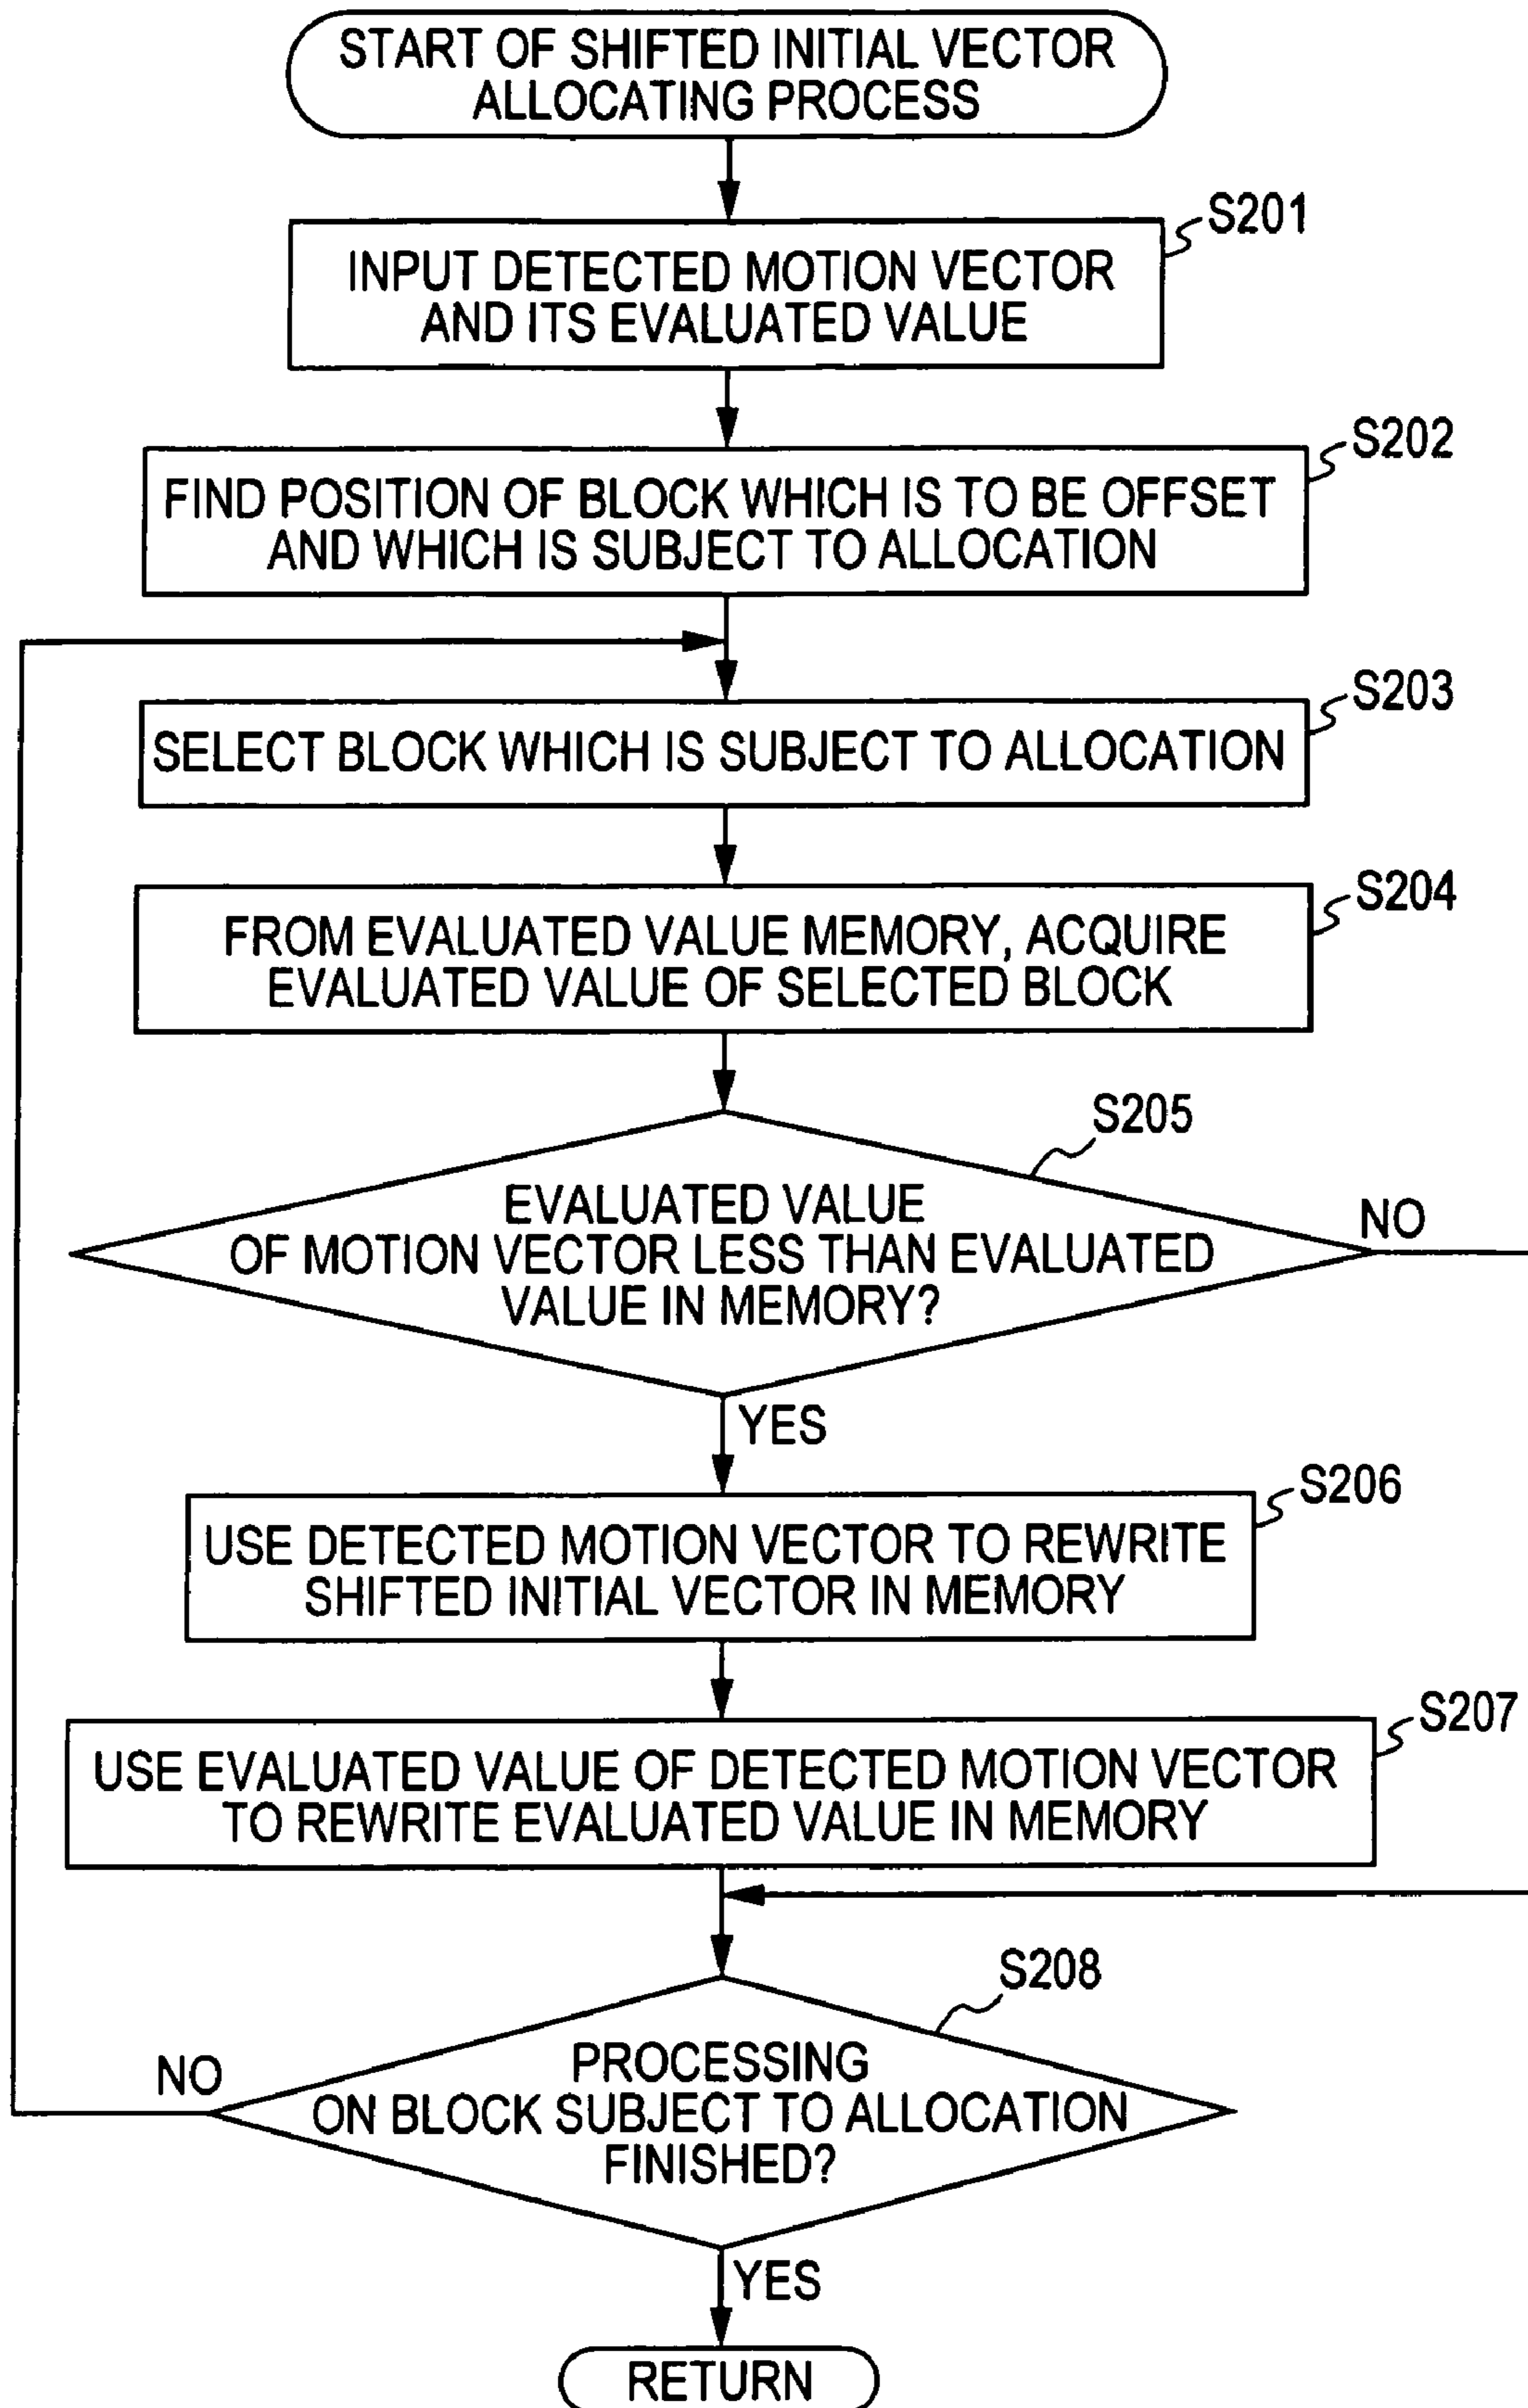 START OF SHIFTED INITIAL VECTOR
ALLOCATING PROCESS
S201
INPUT DETECTED MOTION VECTOR
AND ITS EVALUATED VALUE
S202
FIND POSITION OF BLOCK WHICH IS TO BE OFFSET
AND WHICH IS SUBJECT TO ALLOCATION
S203
SELECT BLOCK WHICH IS SUBJECT TO ALLOCATION
S204
FROM EVALUATED VALUE MEMORY, ACQUIRE
EVALUATED VALUE OF SELECTED BLOCK
S205
EVALUATED VALUE
OF MOTION VECTOR LESS THAN EVALUATED
VALUE IN MEMORY?
NO
YES
S206
USE DETECTED MOTION VECTOR TO REWRITE
SHIFTED INITIAL VECTOR IN MEMORY
S207
USE EVALUATED VALUE OF DETECTED MOTION VECTOR
TO REWRITE EVALUATED VALUE IN MEMORY
S208
PROCESSING
ON BLOCK SUBJECT TO ALLOCATION
FINISHED?
NO
YES
RETURN